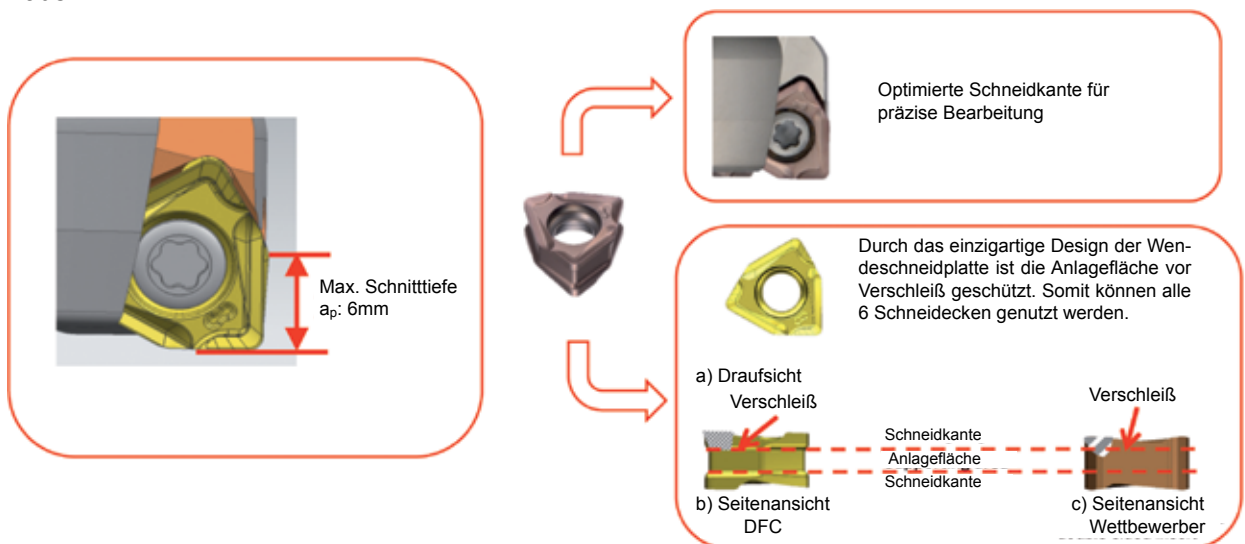 Max. Schnitttiefe
ap: 6mm
Optimierte Schneidkante für
präzise Bearbeitung
Durch das einzigartige Design der Wen-
deschneidplatte ist die Anlagefläche vor
Verschleiß geschützt. Somit können alle
6 Schneidecken genutzt werden.
a) Draufsicht
Verschleiß
Verschleiß
Schneidkante
Anlagefläche
Schneidkante
b) Seitenansicht
DFC
c) Seitenansicht
Wettbewerber